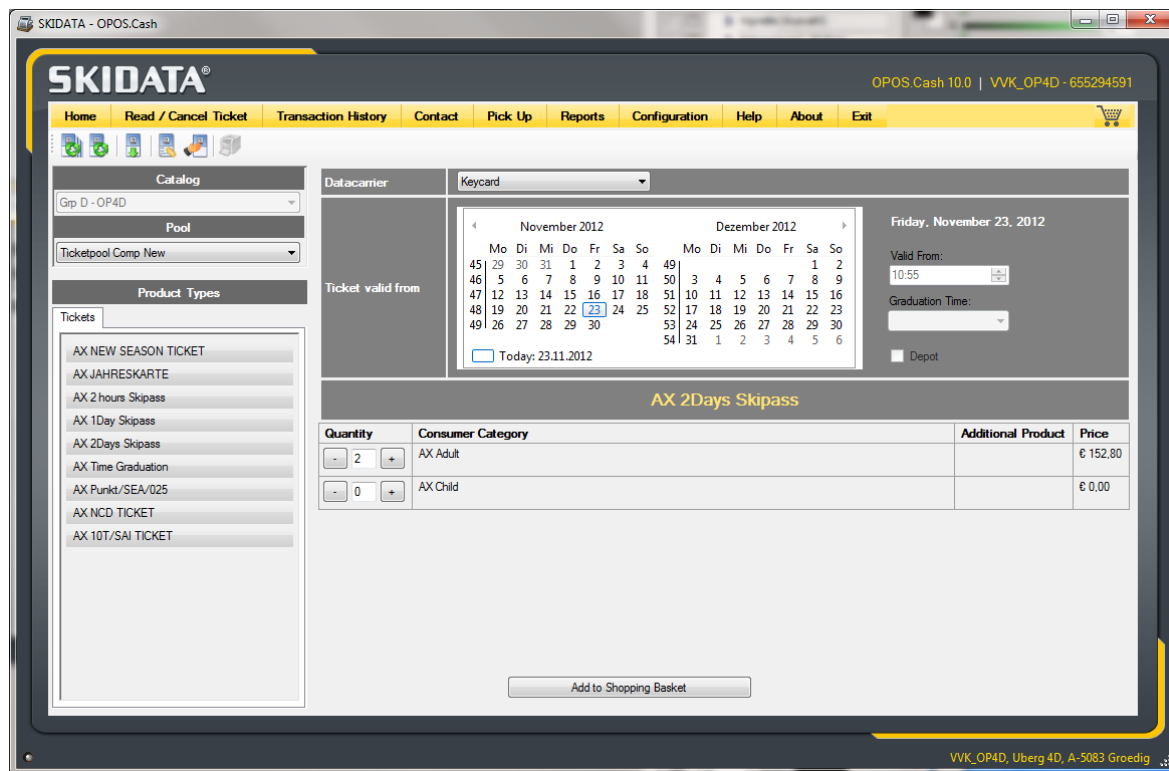 SKIDATA - OPOS.Cash
SKIDATA®
OPOS.Cash 10.0 | VVK_OP4D - 655294591
Home Read / Cancel Ticket Transaction History Contact Pick Up Reports Configuration Help About Exit
Catalog
Grp D - OP4D
Pool
Ticketpool Comp New
Product Types
Tickets
AX NEW SEASON TICKET
AX JAHRESKARTE
AX 2 hours Skipass
AX 1Day Skipass
AX 2Days Skipass
AX Time Graduation
AX Punkt/SEA/025
AX NCD TICKET
AX 10T/SAI TICKET
Datacarrier Keycard
Ticket valid from
November 2012
Mo Di Mi Do Fr Sa So
45 29 30 31 1 2 3 4
46 5 6 7 8 9 10 11
47 12 13 14 15 16 17 18
48 19 20 21 22 23 24 25
49 26 27 28 29 30
Dezember 2012
Mo Di Mi Do Fr Sa So
49 1 2
50 3 4 5 6 7 8 9
51 10 11 12 13 14 15 16
52 17 18 19 20 21 22 23
53 24 25 26 27 28 29 30
54 31 1 2 3 4 5 6
Today: 23.11.2012
Friday, November 23, 2012
Valid From:
10:55
Graduation Time:
Depot
AX 2Days Skipass
Quantity Consumer Category Additional Product Price
- 2 + AX Adult € 152,80
- 0 + AX Child € 0,00
Add to Shopping Basket
VVK_OP4D, Uberg 4D, A-5083 Groedig